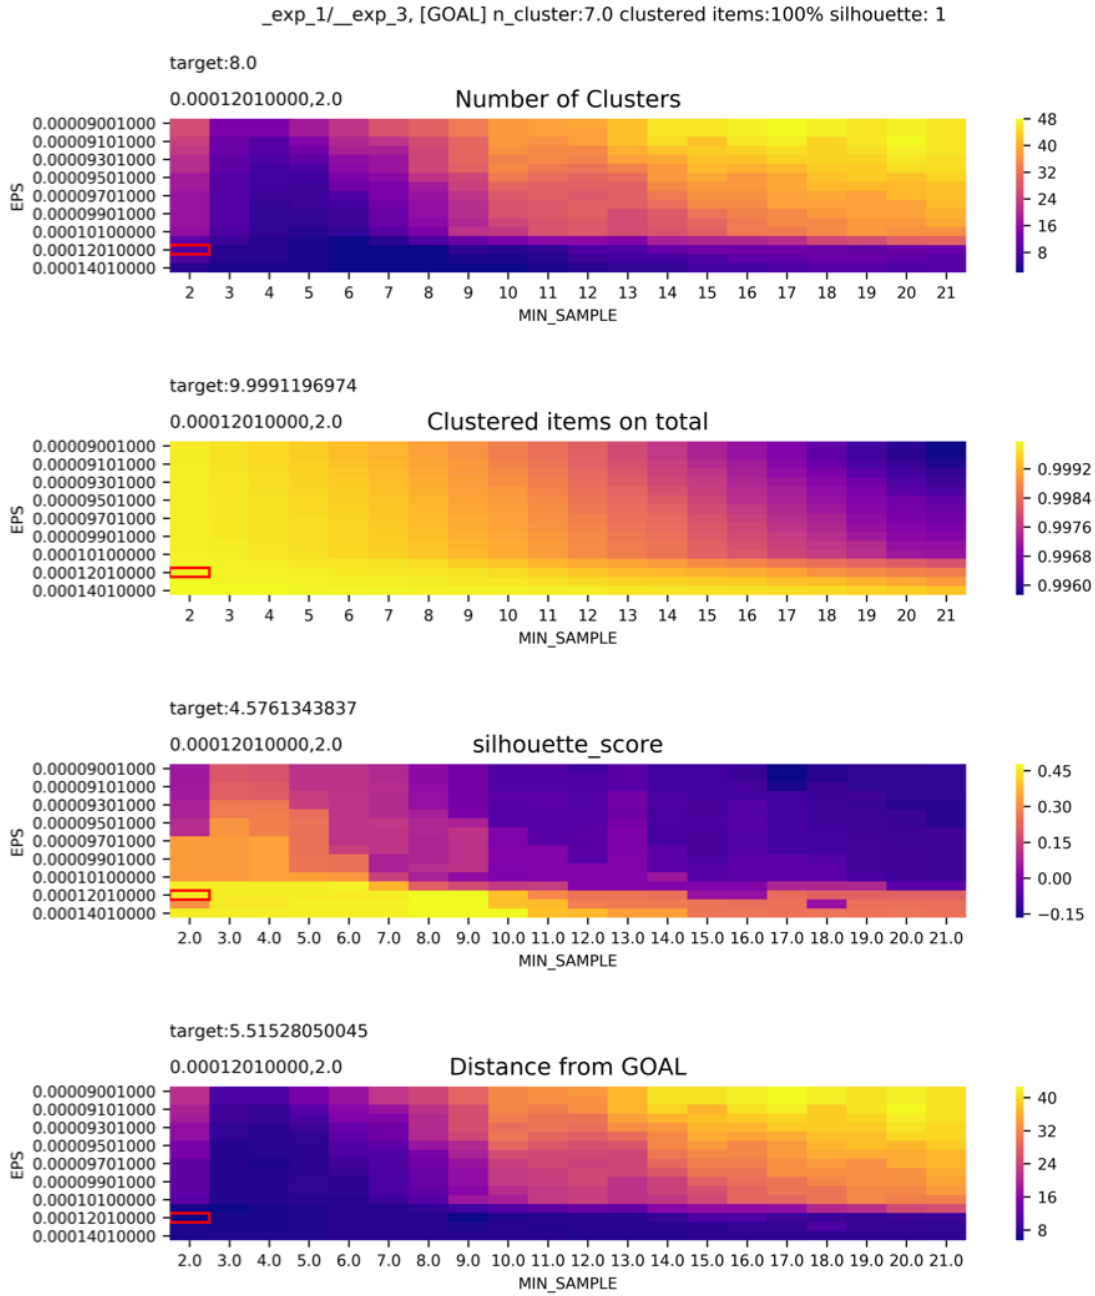 _exp_1/__exp_3, [GOAL] n_cluster:7.0 clustered items:100% silhouette: 1
target:8.0
0.00012010000,2.0
Number of Clusters
0.00009001000
0.00009101000
0.00009301000
0.00009501000
0.00009701000
0.00009901000
0.00010100000
0.00012010000
0.00014010000
EPS
2 3 4 5 6 7 8 9 10 11 12 13 14 15 16 17 18 19 20 21
MIN_SAMPLE
48
40
32
24
16
8
target:9.9991196974
0.00012010000,2.0
Clustered items on total
0.00009001000
0.00009101000
0.00009301000
0.00009501000
0.00009701000
0.00009901000
0.00010100000
0.00012010000
0.00014010000
EPS
2 3 4 5 6 7 8 9 10 11 12 13 14 15 16 17 18 19 20 21
MIN_SAMPLE
0.9992
0.9984
0.9976
0.9968
0.9960
target:4.5761343837
0.00012010000,2.0
silhouette_score
0.00009001000
0.00009101000
0.00009301000
0.00009501000
0.00009701000
0.00009901000
0.00010100000
0.00012010000
0.00014010000
EPS
2.0 3.0 4.0 5.0 6.0 7.0 8.0 9.0 10.0 11.0 12.0 13.0 14.0 15.0 16.0 17.0 18.0 19.0 20.0 21.0
MIN_SAMPLE
0.45
0.30
0.15
0.00
−0.15
target:5.51528050045
0.00012010000,2.0
Distance from GOAL
0.00009001000
0.00009101000
0.00009301000
0.00009501000
0.00009701000
0.00009901000
0.00010100000
0.00012010000
0.00014010000
EPS
2.0 3.0 4.0 5.0 6.0 7.0 8.0 9.0 10.0 11.0 12.0 13.0 14.0 15.0 16.0 17.0 18.0 19.0 20.0 21.0
MIN_SAMPLE
40
32
24
16
8